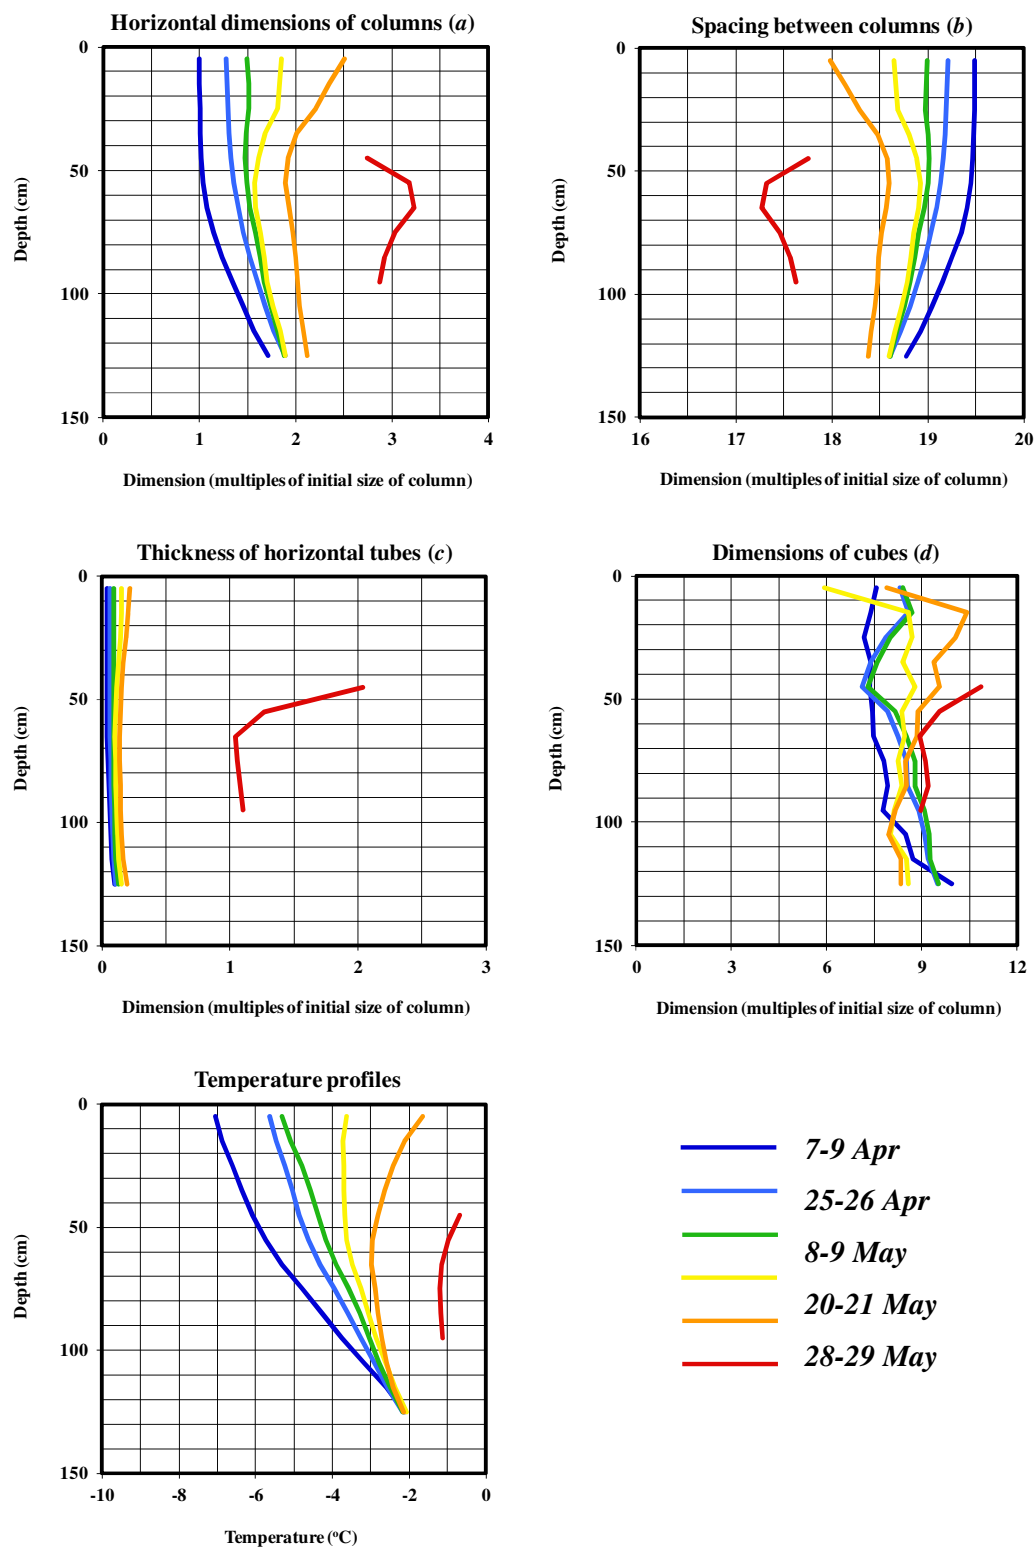 Horizontal dimensions of columns (a)
0
50
100
150
Depth (cm)
0 1 2 3 4
Dimension (multiples of initial size of column)
Spacing between columns (b)
0
50
100
150
Depth (cm)
16 17 18 19 20
Dimension (multiples of initial size of column)
Thickness of horizontal tubes (c)
0
50
100
150
Depth (cm)
0 1 2 3
Dimension (multiples of initial size of column)
Dimensions of cubes (d)
0
50
100
150
Depth (cm)
0 3 6 9 12
Dimension (multiples of initial size of column)
Temperature profiles
0
50
100
150
Depth (cm)
-10 -8 -6 -4 -2 0
Temperature (°C)
7-9 Apr
25-26 Apr
8-9 May
20-21 May
28-29 May